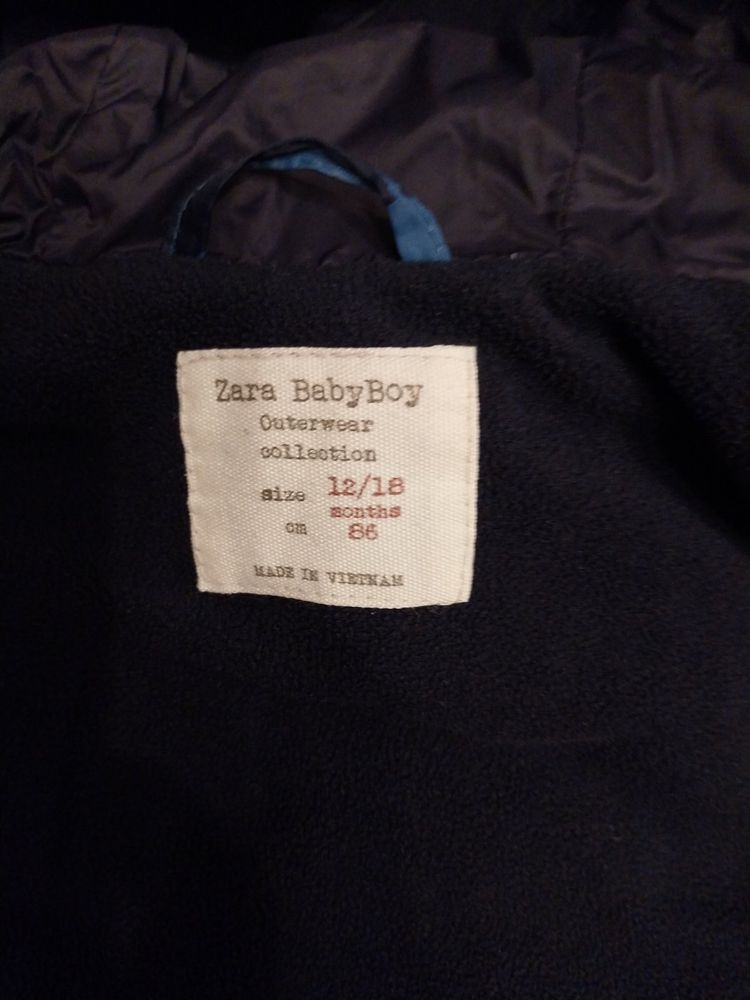 Zara BabyBoy
Outerwear
collection
size 12/18
months
cm 86
MADE IN VIETNAM